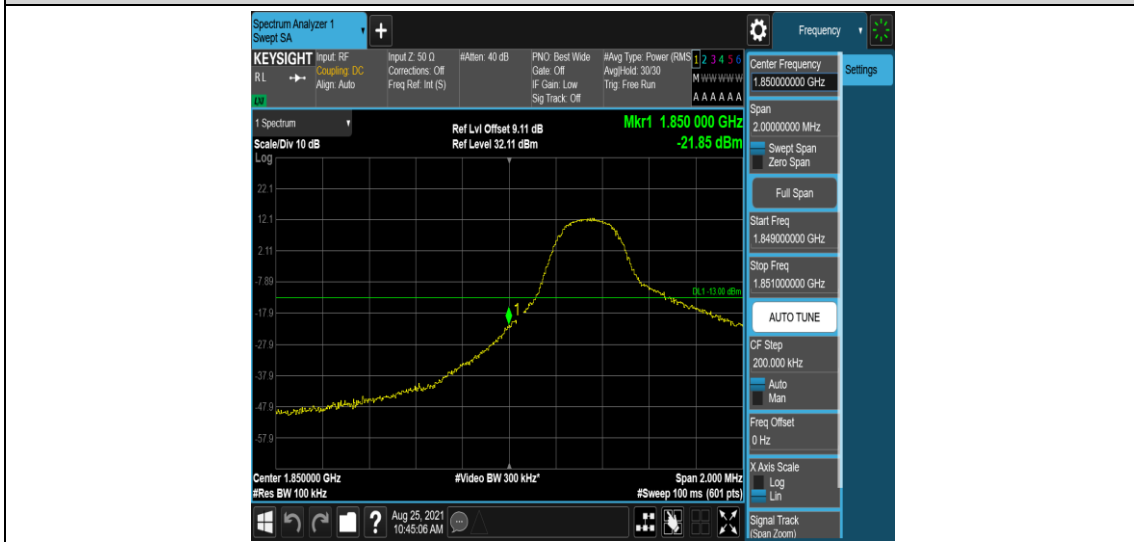 Spectrum Analyzer 1
Swept SA
+
Frequency
KEYSIGHT
RL
LXI
Input: RF
Coupling: DC
Align: Auto
Input Z: 50 Ω
Corrections: Off
Freq Ref: Int (S)
#Atten: 40 dB
PNO: Best Wide
Gate: Off
IF Gain: Low
Sig Track: Off
#Avg Type: Power (RMS
Avg|Hold: 30/30
Trig: Free Run
1 2 3 4 5 6
M W W W W W
A A A A A A
1 Spectrum
Scale/Div 10 dB
Log
Ref Lvl Offset 9.11 dB
Ref Level 32.11 dBm
Mkr1 1.850 000 GHz
-21.85 dBm
22.1
12.1
2.11
-7.89
-17.9
-27.9
-37.9
-47.9
-57.9
DL1 -13.00 dBm
1
Center 1.850000 GHz
#Res BW 100 kHz
#Video BW 300 kHz*
Span 2.000 MHz
#Sweep 100 ms (601 pts)
Center Frequency
1.850000000 GHz
Settings
Span
2.00000000 MHz
Swept Span
Zero Span
Full Span
Start Freq
1.849000000 GHz
Stop Freq
1.851000000 GHz
AUTO TUNE
CF Step
200.000 kHz
Auto
Man
Freq Offset
0 Hz
X Axis Scale
Log
Lin
Signal Track
(Span Zoom)
?
Aug 25, 2021
10:45:06 AM